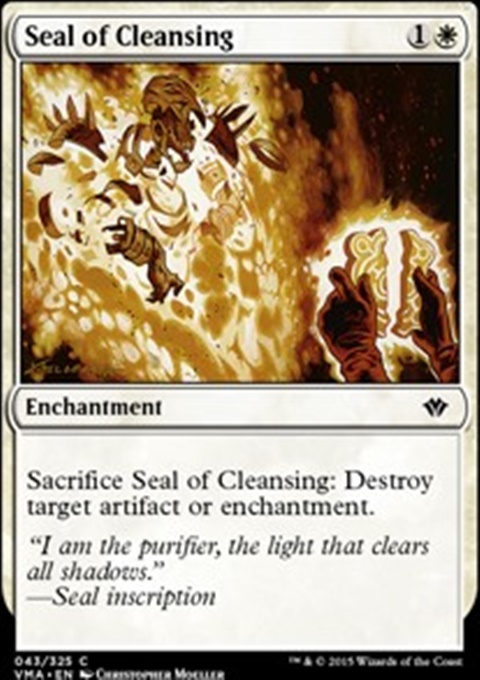 Seal of Cleansing 1
Enchantment
Sacrifice Seal of Cleansing: Destroy
target artifact or enchantment.
“I am the purifier, the light that clears
all shadows.”
—Seal inscription
043/325 C
VMA • EN Christopher Moeller
™ & © 2015 Wizards of the Coast